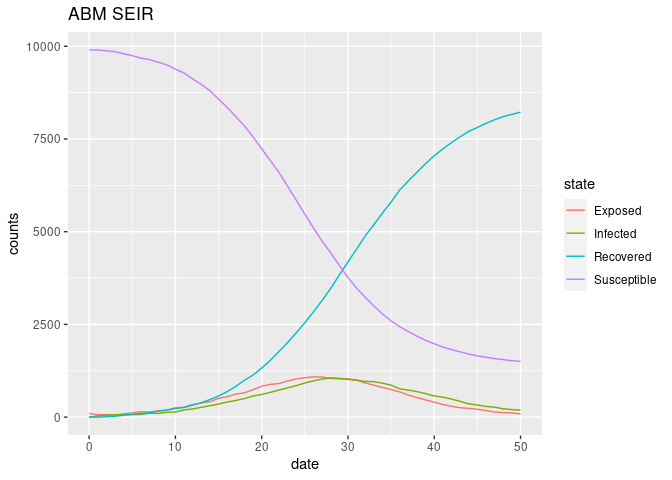 ABM SEIR
10000
7500
5000
2500
0
counts
0 10 20 30 40 50
date
state
Exposed
Infected
Recovered
Susceptible